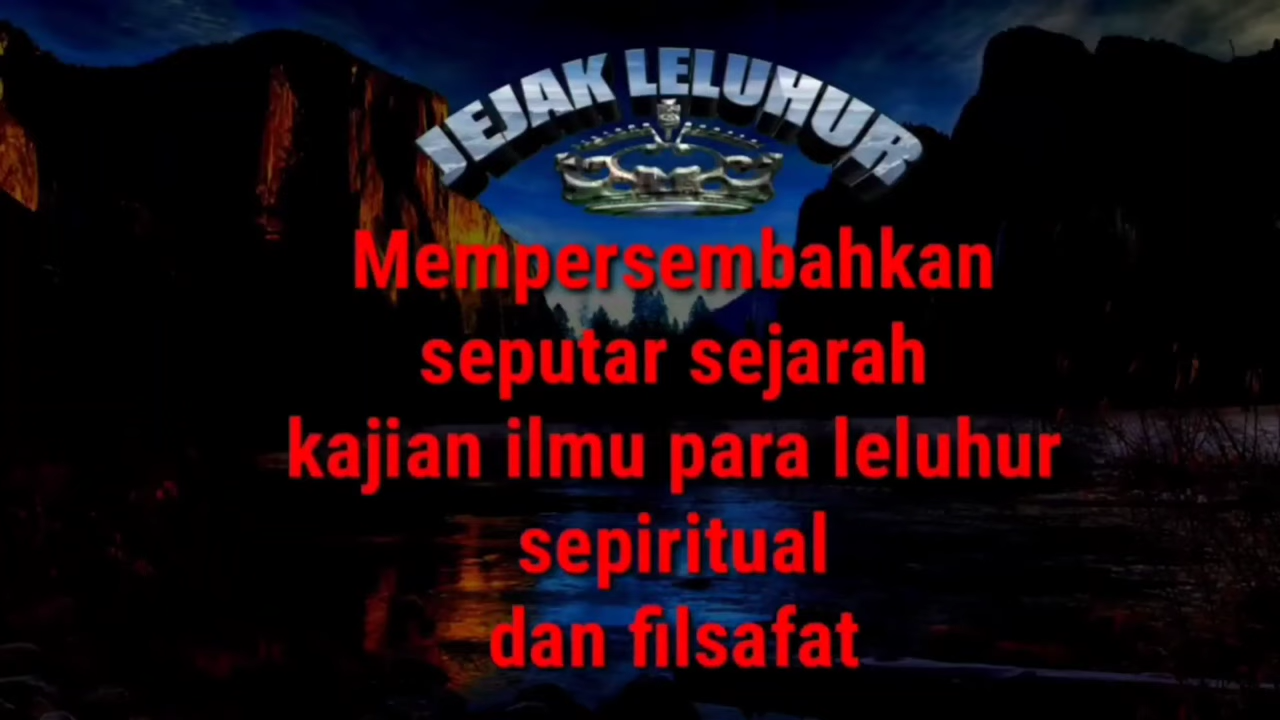 JEJAK LELUHUR
Mempersembahkan
seputar sejarah
kajian ilmu para leluhur
sepiritual
dan filsafat